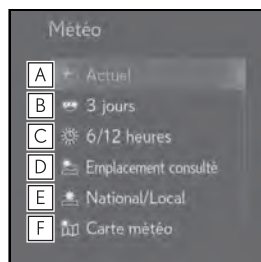 Météo
A Actuel
B 3 jours
C 6/12 heures
D Emplacement consulté
E National/Local
F Carte météo